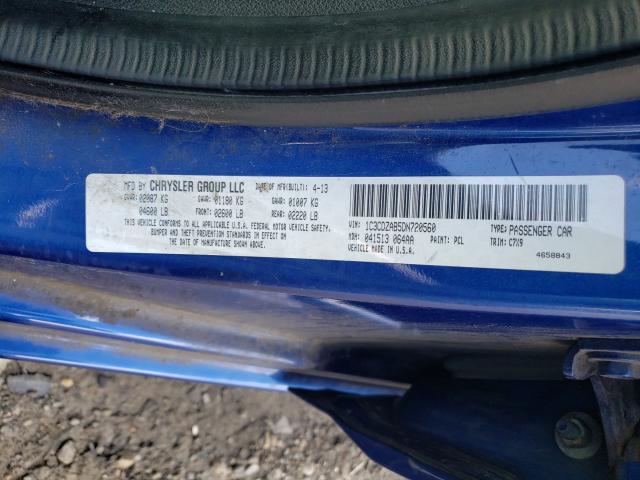 MFD BY CHRYSLER GROUP LLC DATE OF MFR(BUILT): 4-13
GVWR: 02087 KG GAWR: 01180 KG GAWR: 01007 KG
04600 LB FRONT: 02600 LB REAR: 02220 LB
THIS VEHICLE CONFORMS TO ALL APPLICABLE U.S.A. FEDERAL MOTOR VEHICLE SAFETY,
BUMPER AND THEFT PREVENTION STANDARDS IN EFFECT ON
THE DATE OF MANUFACTURE SHOWN ABOVE.
VIN: 1C3CDZAB5DN720560 TYPE: PASSENGER CAR
MDH: 041513 064AA PAINT: PCL TRIM: C7X9
VEHICLE MADE IN U.S.A. 4658843